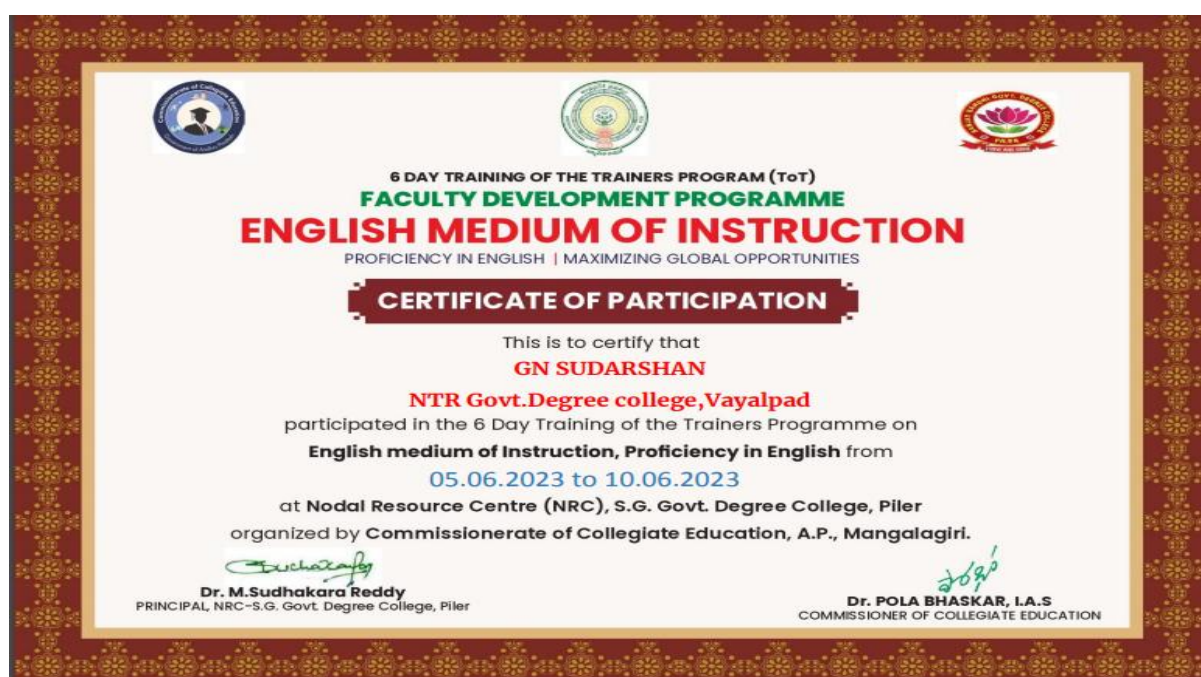 Commissionerate of Collegiate Education
6 DAY TRAINING OF THE TRAINERS PROGRAM (ToT)
FACULTY DEVELOPMENT PROGRAMME
ENGLISH MEDIUM OF INSTRUCTION
PROFICIENCY IN ENGLISH | MAXIMIZING GLOBAL OPPORTUNITIES
CERTIFICATE OF PARTICIPATION
This is to certify that
GN SUDARSHAN
NTR Govt.Degree college,Vayalpad
participated in the 6 Day Training of the Trainers Programme on
English medium of Instruction, Proficiency in English from
05.06.2023 to 10.06.2023
at Nodal Resource Centre (NRC), S.G. Govt. Degree College, Piler
organized by Commissionerate of Collegiate Education, A.P., Mangalagiri.
Dr. M.Sudhakara Reddy
PRINCIPAL, NRC-S.G. Govt. Degree College, Piler
Dr. POLA BHASKAR, I.A.S
COMMISSIONER OF COLLEGIATE EDUCATION